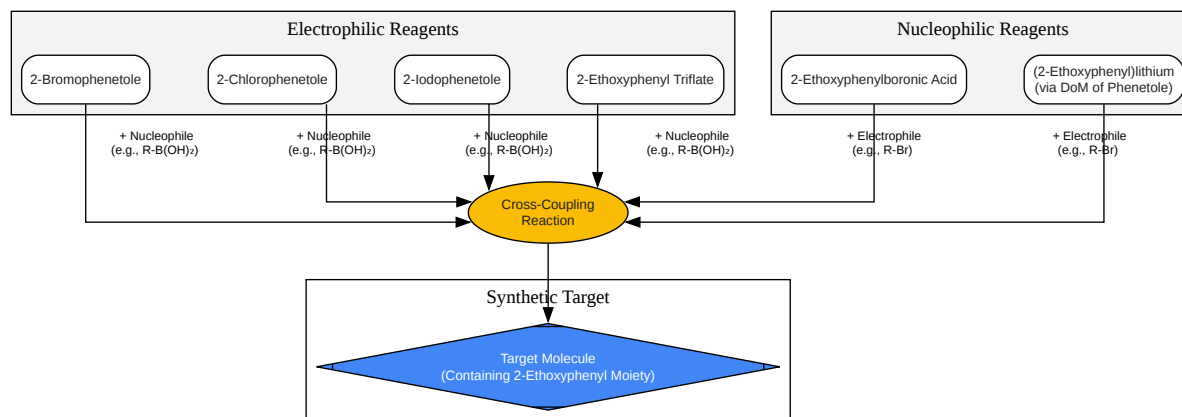 Electrophilic Reagents
Nucleophilic Reagents
2-Bromophenetole
2-Chlorophenetole
2-Iodophenetole
2-Ethoxyphenyl Triflate
2-Ethoxyphenylboronic Acid
(2-Ethoxyphenyl)lithium
(via DoM of Phenetole)
+ Nucleophile
(e.g., R-B(OH)₂)
+ Nucleophile
(e.g., R-B(OH)₂)
+ Nucleophile
(e.g., R-B(OH)₂)
+ Nucleophile
(e.g., R-B(OH)₂)
+ Electrophile
(e.g., R-Br)
+ Electrophile
(e.g., R-Br)
Cross-Coupling
Reaction
Synthetic Target
Target Molecule
(Containing 2-Ethoxyphenyl Moiety)